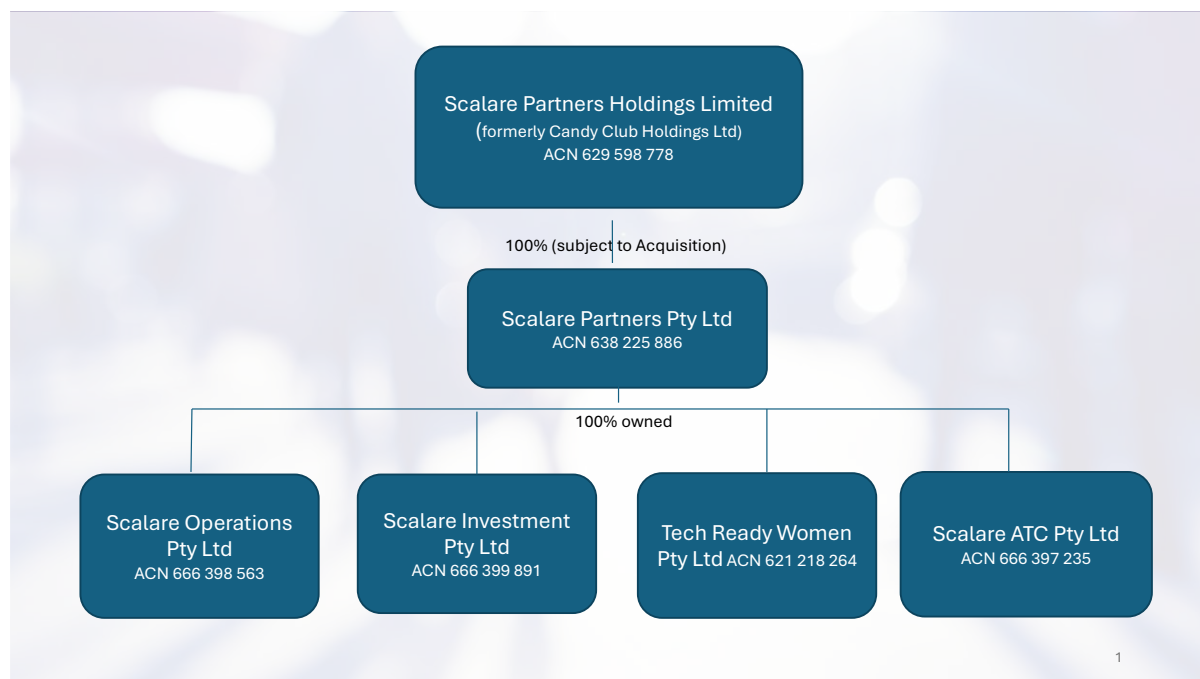 Scalare Partners Holdings Limited
(formerly Candy Club Holdings Ltd)
ACN 629 598 778
100% (subject to Acquisition)
Scalare Partners Pty Ltd
ACN 638 225 886
100% owned
Scalare Operations
Pty Ltd
ACN 666 398 563
Scalare Investment
Pty Ltd
ACN 666 399 891
Tech Ready Women
Pty Ltd ACN 621 218 264
Scalare ATC Pty Ltd
ACN 666 397 235
1